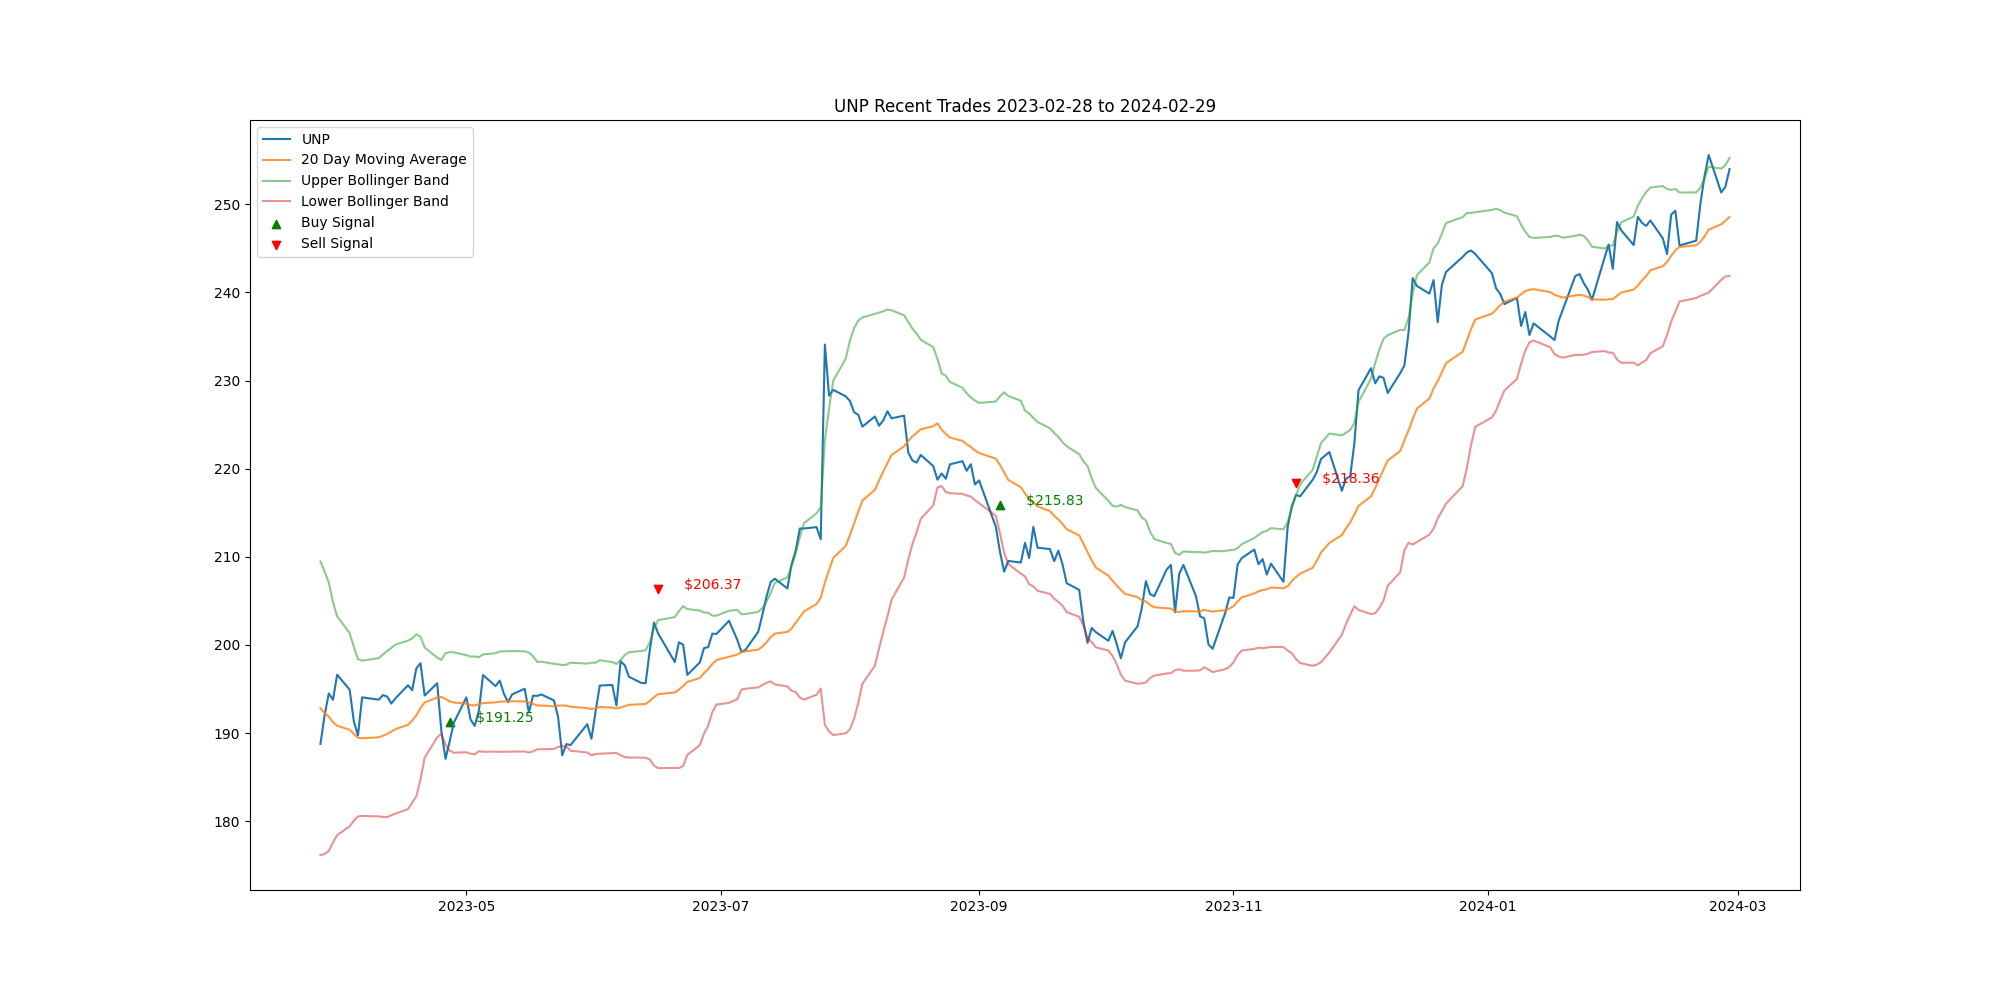 UNP Recent Trades 2023-02-28 to 2024-02-29
UNP
20 Day Moving Average
Upper Bollinger Band
Lower Bollinger Band
Buy Signal
Sell Signal
250
240
230
220
210
200
190
180
$218.36
$215.83
$206.37
$191.25
2023-05
2023-07
2023-09
2023-11
2024-01
2024-03